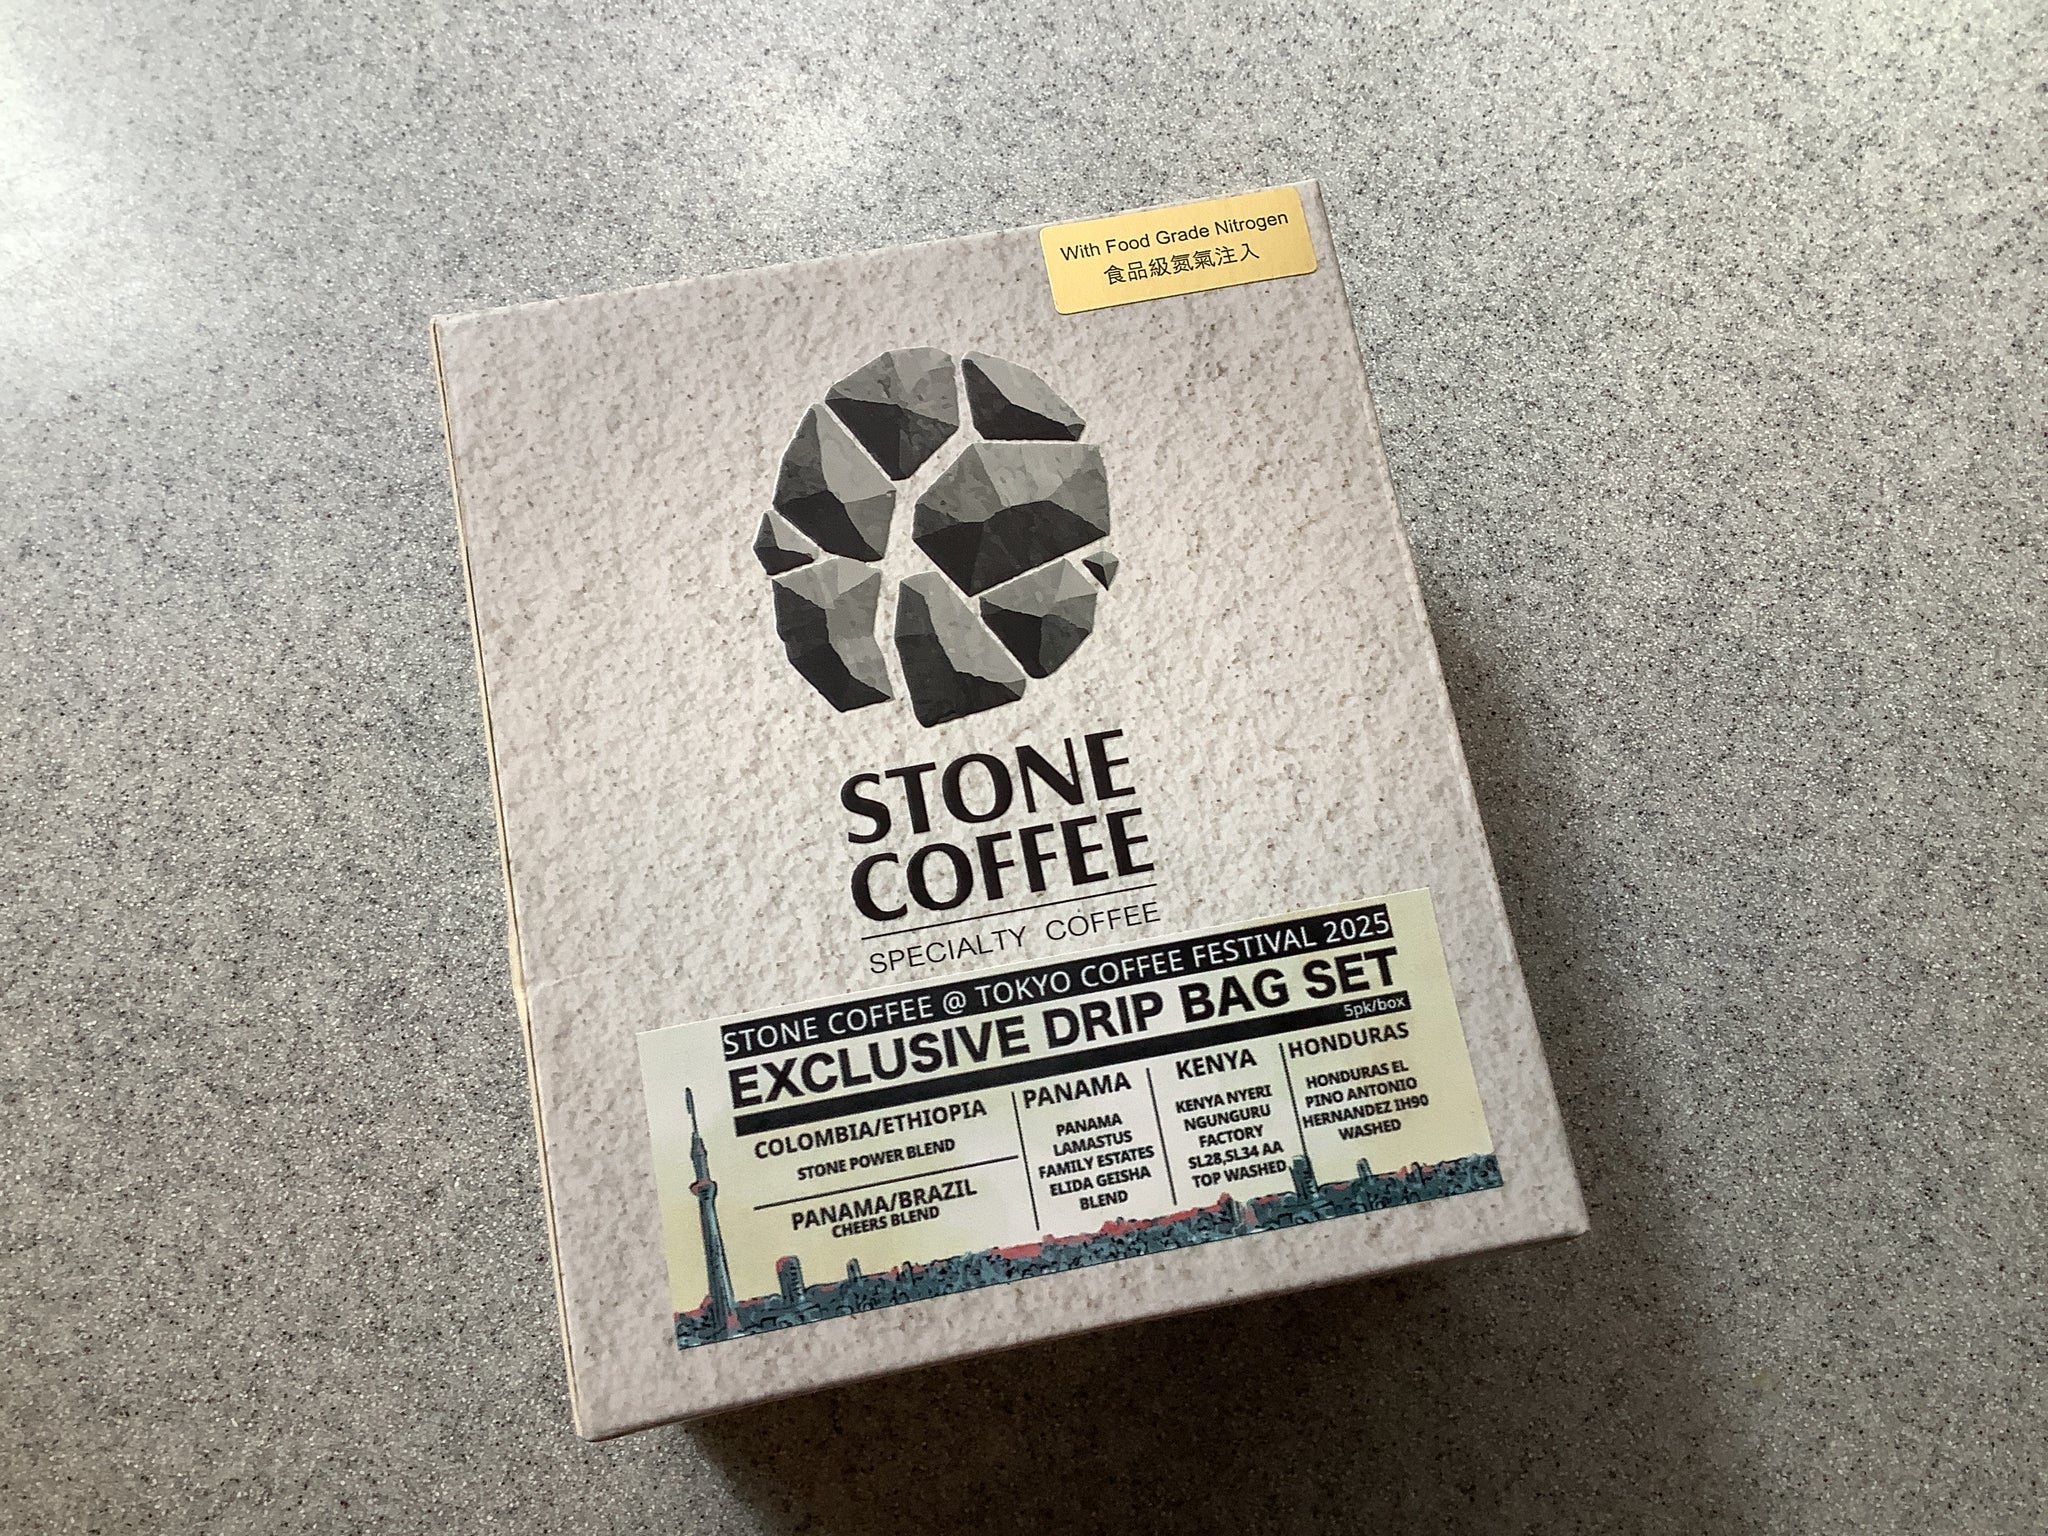 With Food Grade Nitrogen
食品級氮氣注入
STONE
COFFEE
SPECIALTY COFFEE
STONE COFFEE @ TOKYO COFFEE FESTIVAL 2025
EXCLUSIVE DRIP BAG SET
5pk/box
COLOMBIA/ETHIOPIA
STONE POWER BLEND
PANAMA/BRAZIL
CHEERS BLEND
PANAMA
PANAMA
LAMASTUS
FAMILY ESTATES
ELIDA GEISHA
BLEND
KENYA
KENYA NYERI
NGUNGURU
FACTORY
SL28,SL34 AA
TOP WASHED
HONDURAS
HONDURAS EL
PINO ANTONIO
HERNANDEZ IH90
WASHED